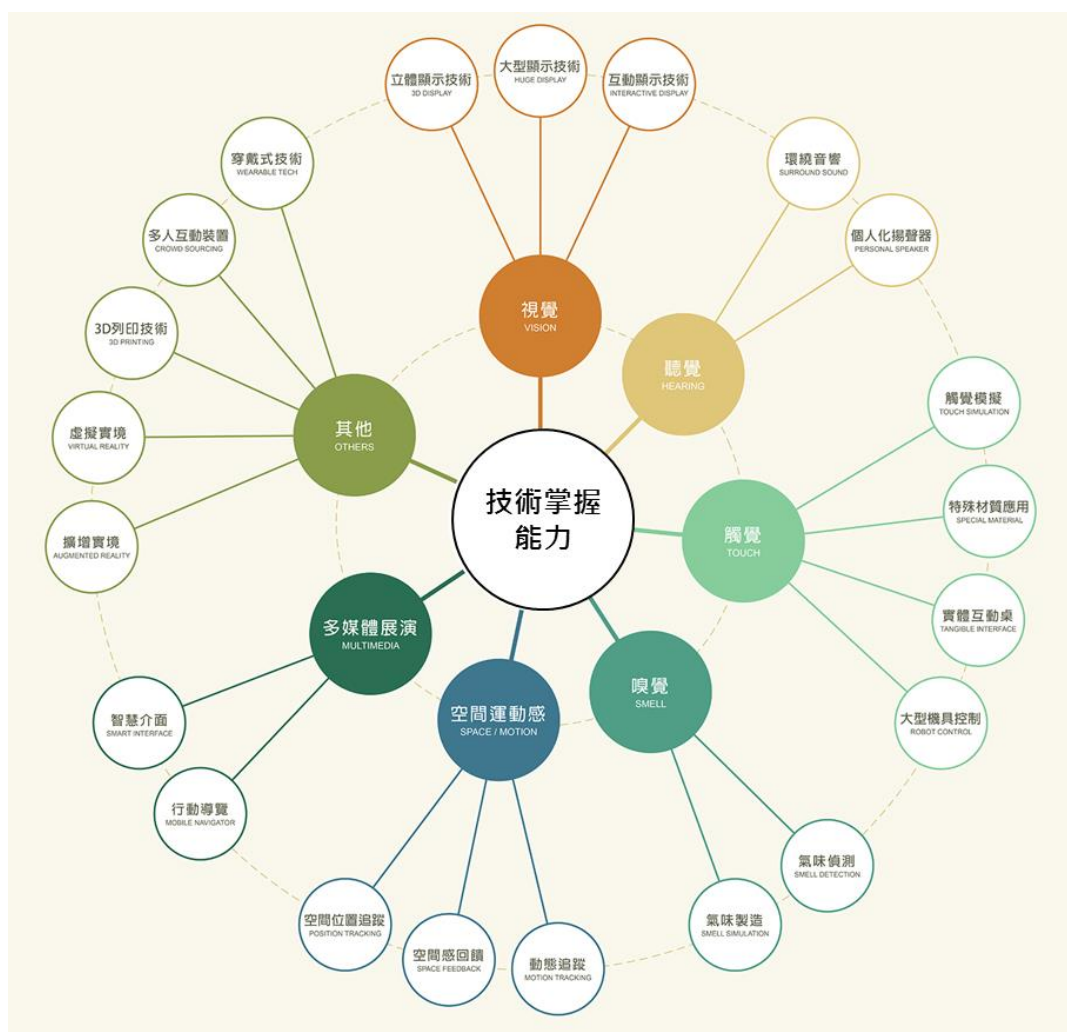 技術掌握
能力
視覺
VISION
立體顯示技術
3D DISPLAY
大型顯示技術
HUGE DISPLAY
互動顯示技術
INTERACTIVE DISPLAY
聽覺
HEARING
環繞音響
SURROUND SOUND
個人化揚聲器
PERSONAL SPEAKER
觸覺
TOUCH
觸覺模擬
TOUCH SIMULATION
特殊材質應用
SPECIAL MATERIAL
實體互動桌
TANGIBLE INTERFACE
大型機具控制
ROBOT CONTROL
嗅覺
SMELL
氣味偵測
SMELL DETECTION
氣味製造
SMELL SIMULATION
空間運動感
SPACE / MOTION
動態追蹤
MOTION TRACKING
空間感回饋
SPACE FEEDBACK
空間位置追蹤
POSITION TRACKING
多媒體展演
MULTIMEDIA
行動導覽
MOBILE NAVIGATOR
智慧介面
SMART INTERFACE
其他
OTHERS
擴增實境
AUGMENTED REALITY
虛擬實境
VIRTUAL REALITY
3D列印技術
3D PRINTING
多人互動裝置
CROWD SOURCING
穿戴式技術
WEARABLE TECH